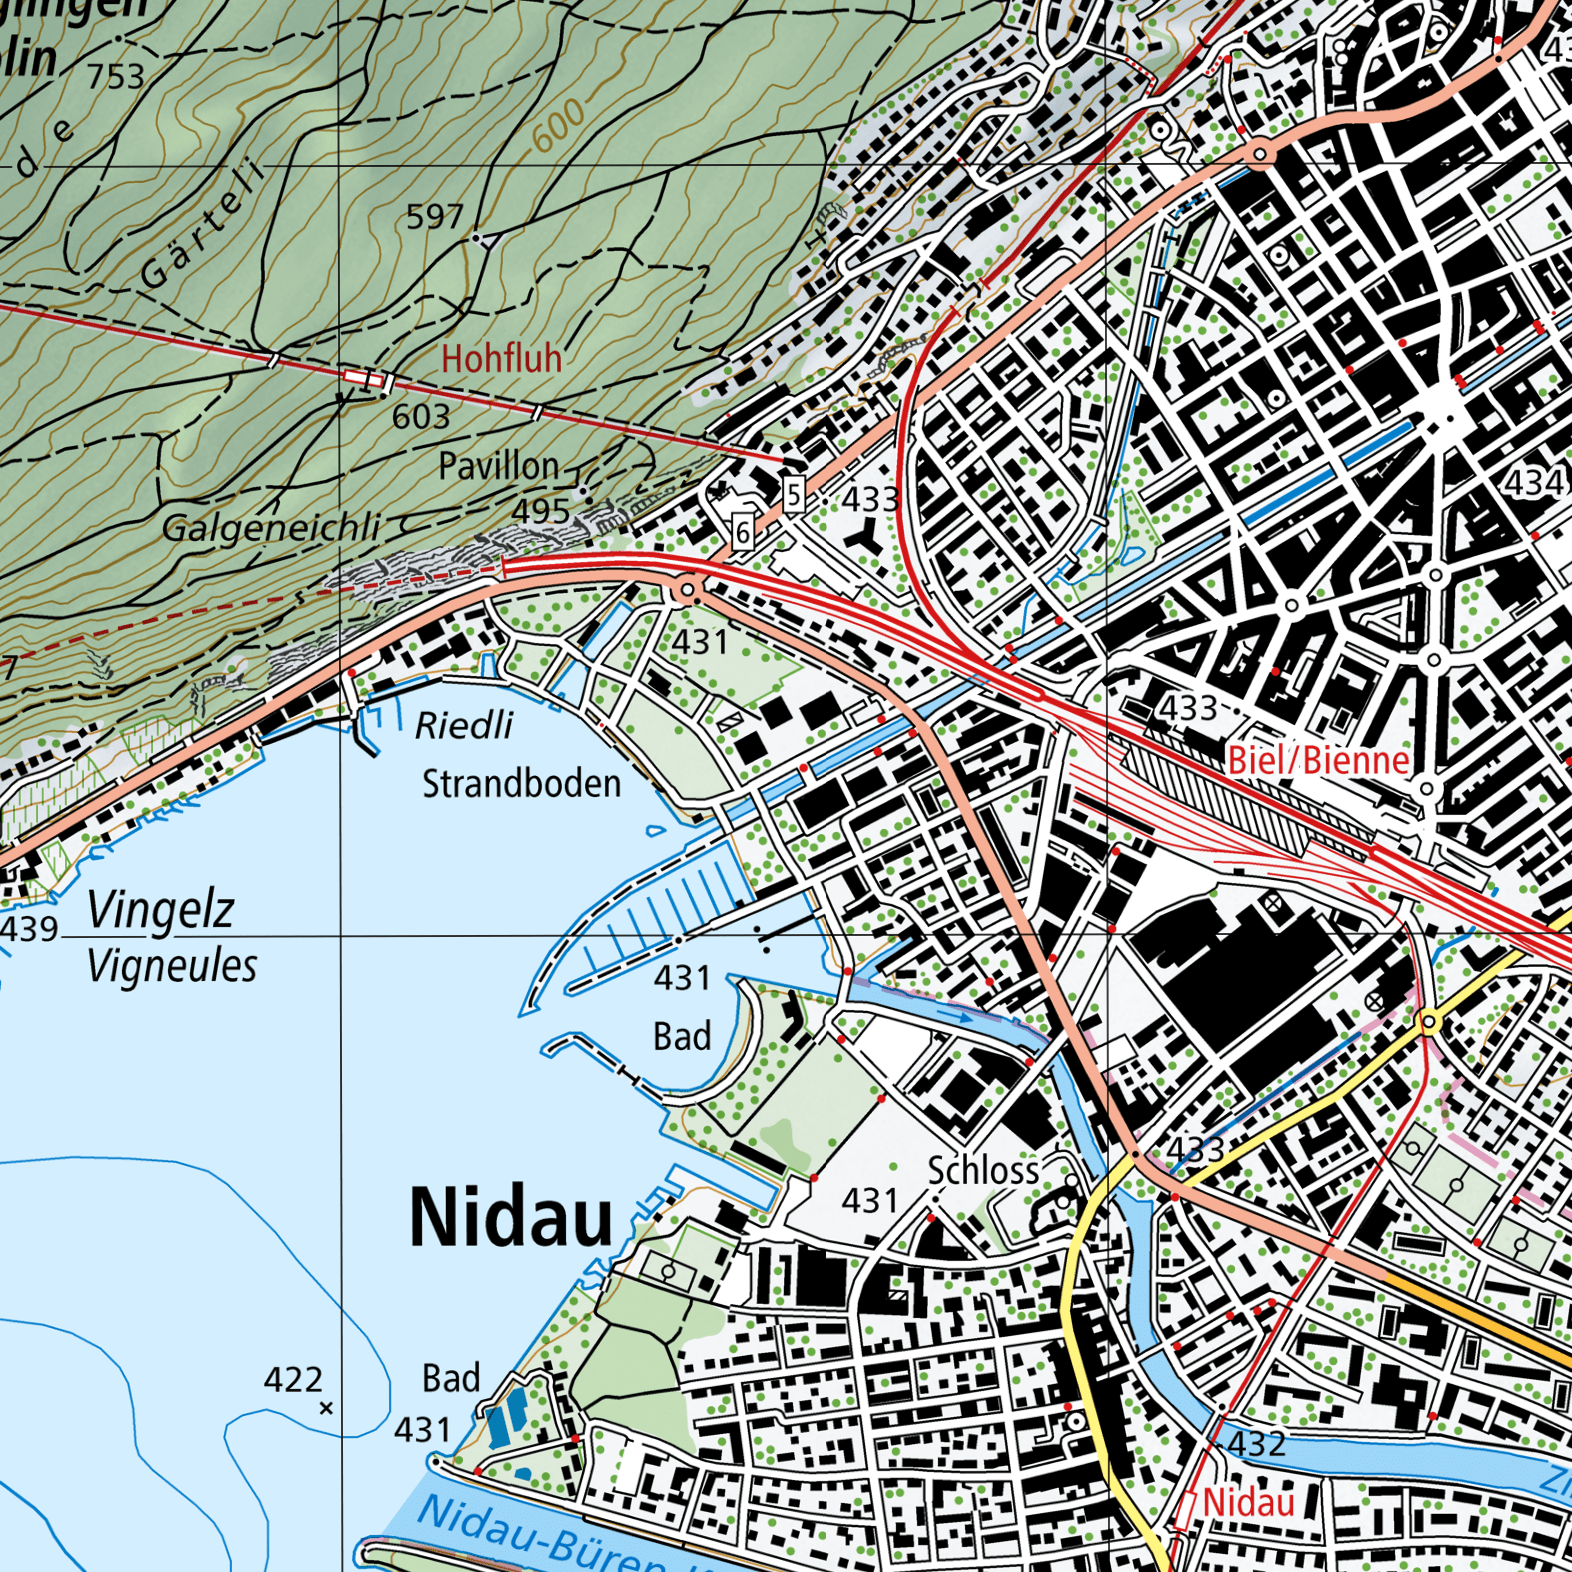 753
600
Gärteli
597
Hohfluh
603
Pavillon
495
Galgeneichli
5
6
433
434
431
433
Biel/Bienne
Riedli
Strandboden
Vingelz
Vigneules
439
431
Bad
433
Schloss
431
Nidau
422
Bad
431
432
Nidau
Nidau-Büren-